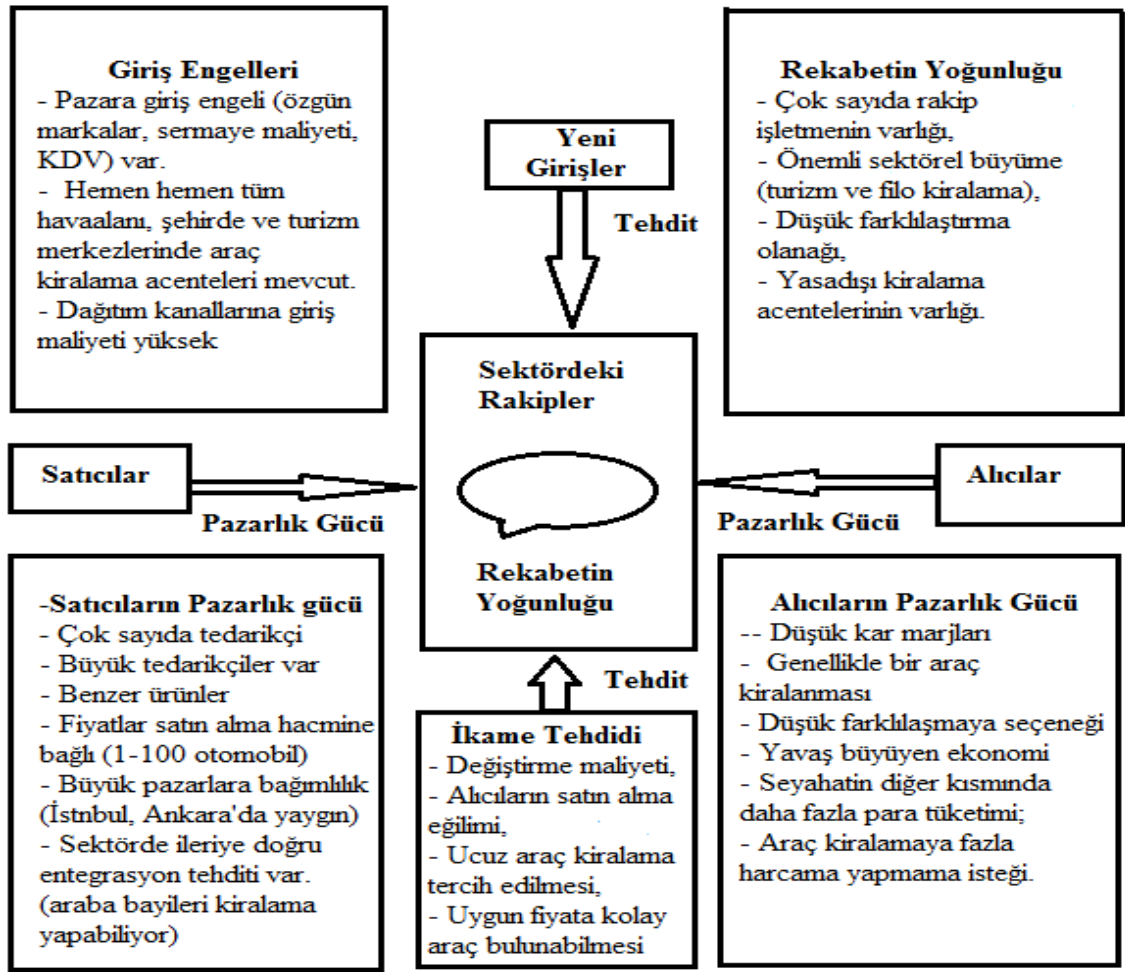 Giriş Engelleri
- Pazara giriş engeli (özgün
markalar, sermaye maliyeti,
KDV) var.
- Hemen hemen tüm
havaalanı, şehirde ve turizm
merkezlerinde araç
kiralama acenteleri mevcut.
- Dağıtım kanallarına giriş
maliyeti yüksek
Yeni
Girişler
Tehdit
Rekabetin Yoğunluğu
- Çok sayıda rakip
işletmenin varlığı,
- Önemli sektörel büyüme
(turizm ve filo kiralama),
- Düşük farklılaştırma
olanağı,
- Yasadışı kiralama
acentelerinin varlığı.
Satıcılar
Pazarlık Gücü
Sektördeki
Rakipler
Rekabetin
Yoğunluğu
Alıcılar
Pazarlık Gücü
-Satıcıların Pazarlık gücü
- Çok sayıda tedarikçi
- Büyük tedarikçiler var
- Benzer ürünler
- Fiyatlar satın alma hacmine
bağlı (1-100 otomobil)
- Büyük pazarlara bağımlılık
(İstnbul, Ankara'da yaygın)
- Sektörde ileriye doğru
entegrasyon tehditi var.
(araba bayileri kiralama
yapabiliyor)
Tehdit
İkame Tehdidi
- Değiştirme maliyeti,
- Alıcıların satın alma
eğilimi,
- Ucuz araç kiralama
tercih edilmesi,
- Uygun fiyata kolay
araç bulunabilmesi
Alıcıların Pazarlık Gücü
-- Düşük kar marjları
- Genellikle bir araç
kiralanması
- Düşük farklılaşmaya seçeneği
- Yavaş büyüyen ekonomi
- Seyahatin diğer kısmında
daha fazla para tüketimi;
- Araç kiralamaya fazla
harcama yapmama isteği.